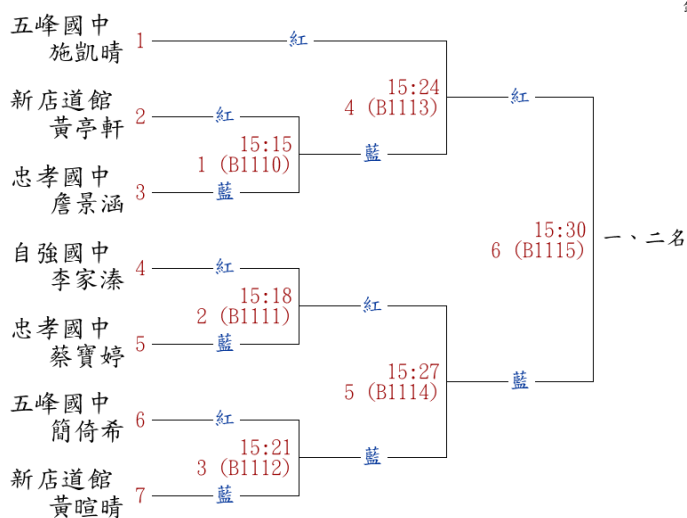 五峰國中
施凱晴 1
紅
15:24
4 (B1113)
紅
新店道館
黃亭軒 2
紅
15:15
1 (B1110)
藍
忠孝國中
詹景涵 3
藍
15:30
6 (B1115)
一、二名
自強國中
李家溱 4
紅
15:18
2 (B1111)
紅
忠孝國中
蔡寶婷 5
藍
15:27
5 (B1114)
藍
五峰國中
簡倚希 6
紅
15:21
3 (B1112)
藍
新店道館
黃暄晴 7
藍